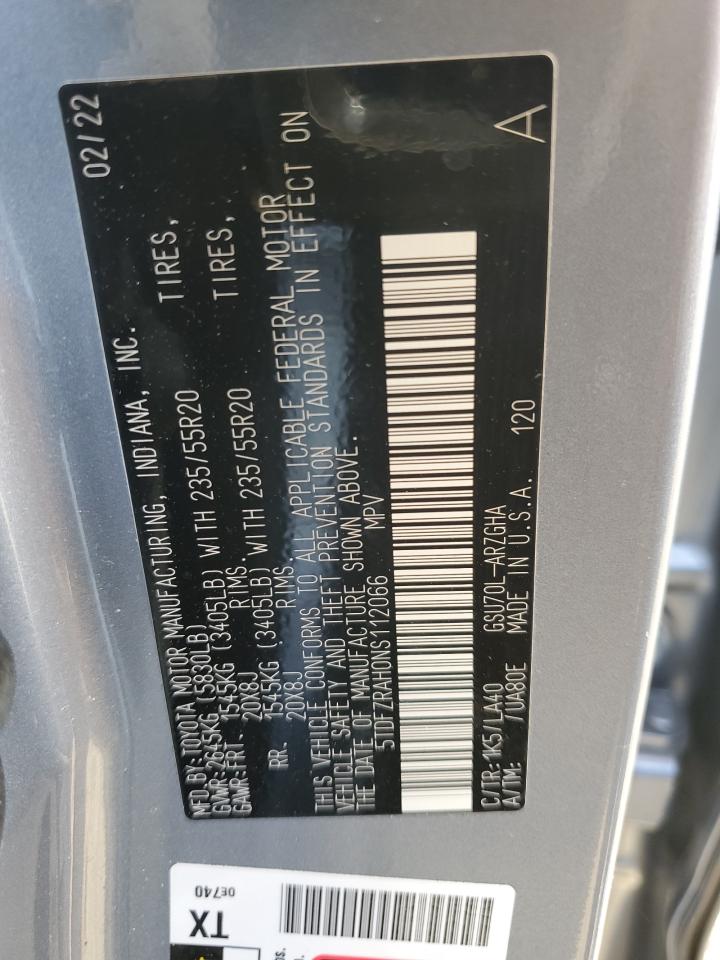 MFD.BY:TOYOTA MOTOR MANUFACTURING, INDIANA, INC. 02/22
GVWR:2645KG (5830LB)
GAWR:FRT. 1545KG (3405LB) WITH 235/55R20 TIRES,
20X8J RIMS.
RR. 1545KG (3405LB) WITH 235/55R20 TIRES,
20X8J RIMS.
THIS VEHICLE CONFORMS TO ALL APPLICABLE FEDERAL MOTOR
VEHICLE SAFETY AND THEFT PREVENTION STANDARDS IN EFFECT ON
THE DATE OF MANUFACTURE SHOWN ABOVE.
5TDFZRAH0NS112066 MPV
C/TR:1K5/LA40 GSU70L-ARZGHA
A/TM: /UA80E MADE IN U.S.A. 120 A
TX
0E740